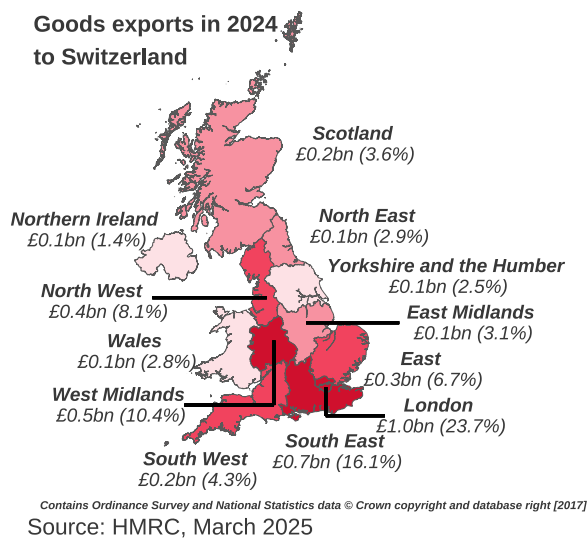 Goods exports in 2024
to Switzerland
Scotland
£0.2bn (3.6%)
Northern Ireland
£0.1bn (1.4%)
North East
£0.1bn (2.9%)
Yorkshire and the Humber
£0.1bn (2.5%)
North West
£0.4bn (8.1%)
East Midlands
£0.1bn (3.1%)
Wales
£0.1bn (2.8%)
East
£0.3bn (6.7%)
West Midlands
£0.5bn (10.4%)
London
£1.0bn (23.7%)
South East
£0.7bn (16.1%)
South West
£0.2bn (4.3%)
Contains Ordinance Survey and National Statistics data © Crown copyright and database right [2017]
Source: HMRC, March 2025